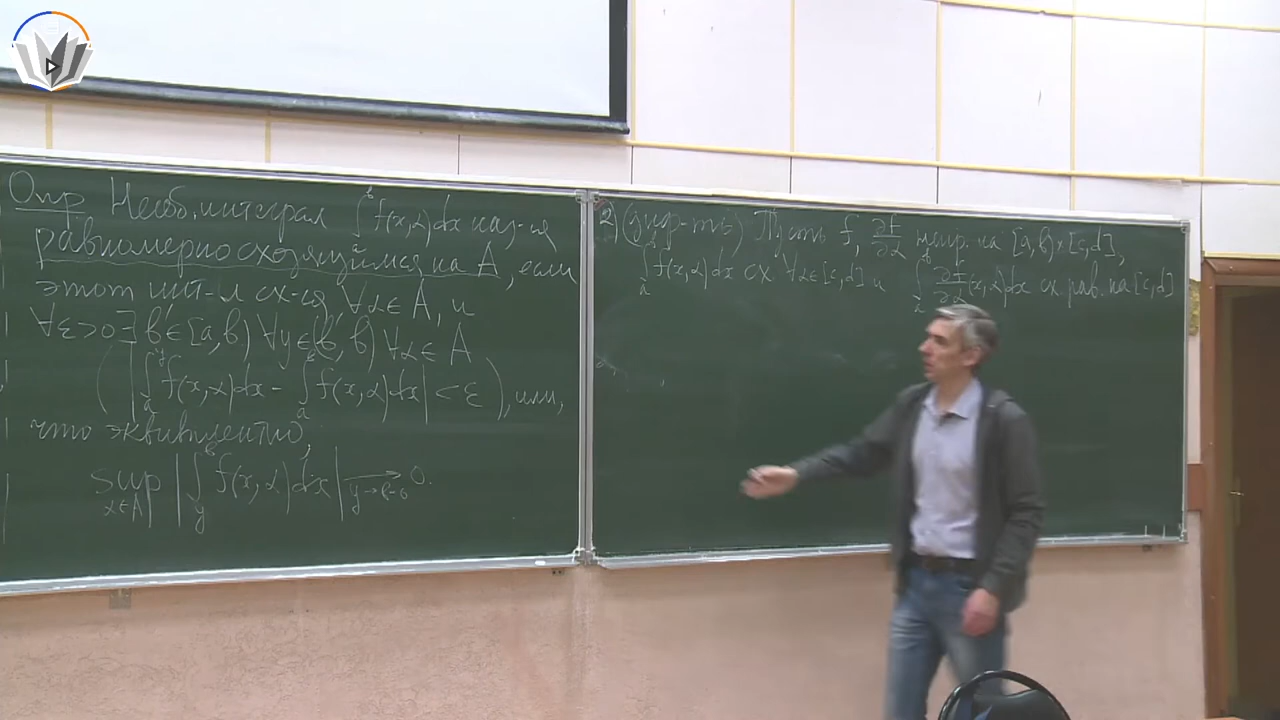 Опр Несоб. интеграл ∫_a^b f(x,α)dx наз-ся
равномерно сходящимся на A, если
этот инт-л сх-ся, ∀α∈A, и
∀ε>0 ∃ b'∈[a,b) ∀y∈(b',b) ∀α∈A
( |∫_a^y f(x,α)dx - ∫_a^b f(x,α)dx| < ε ), или,
что эквивалентно,
sup_{α∈A} |∫_y^b f(x,α)dx| →_{y→b-0} 0.
2) (диф-ть) Пусть f, ∂f/∂α непр. на [a,b)×[c,d],
∫_a^b f(x,α)dx сх ∀α∈[c,d] и ∫_a^b ∂f/∂α(x,α)dx сх. рав. на [c,d]